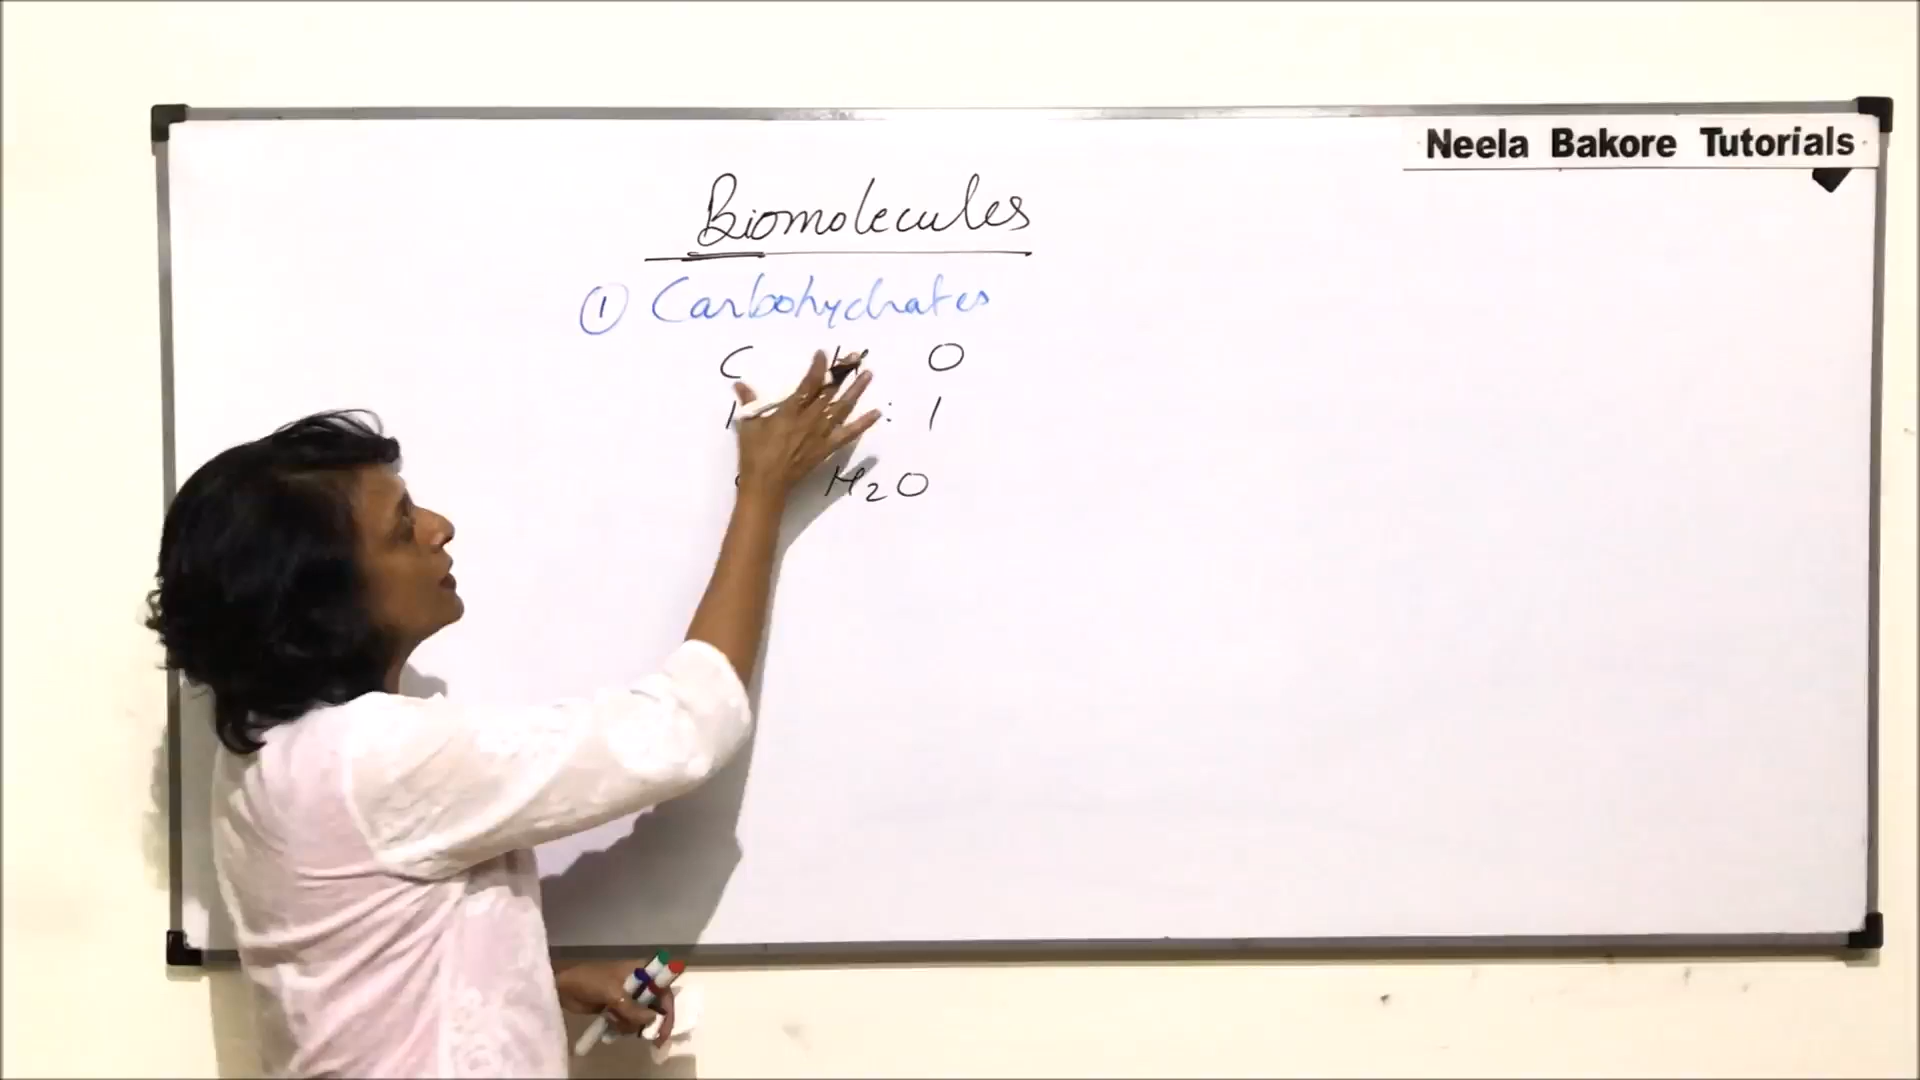 Neela Bakore Tutorials
Biomolecules
① Carbohydrates
C H O
1 : 1
H₂O